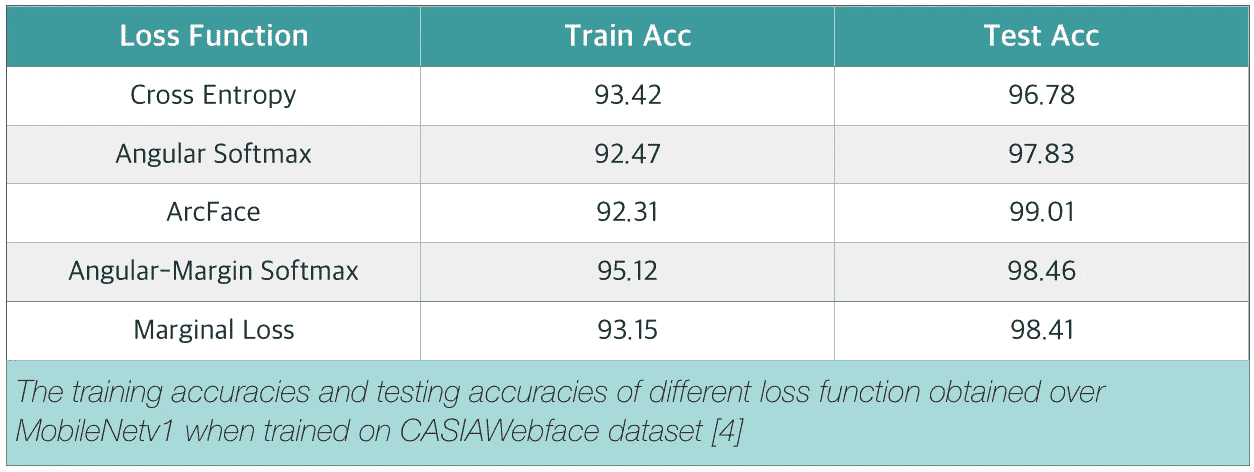 Loss Function Train Acc Test Acc
Cross Entropy 93.42 96.78
Angular Softmax 92.47 97.83
ArcFace 92.31 99.01
Angular-Margin Softmax 95.12 98.46
Marginal Loss 93.15 98.41
The training accuracies and testing accuracies of different loss function obtained over
MobileNetv1 when trained on CASIAWebface dataset [4]